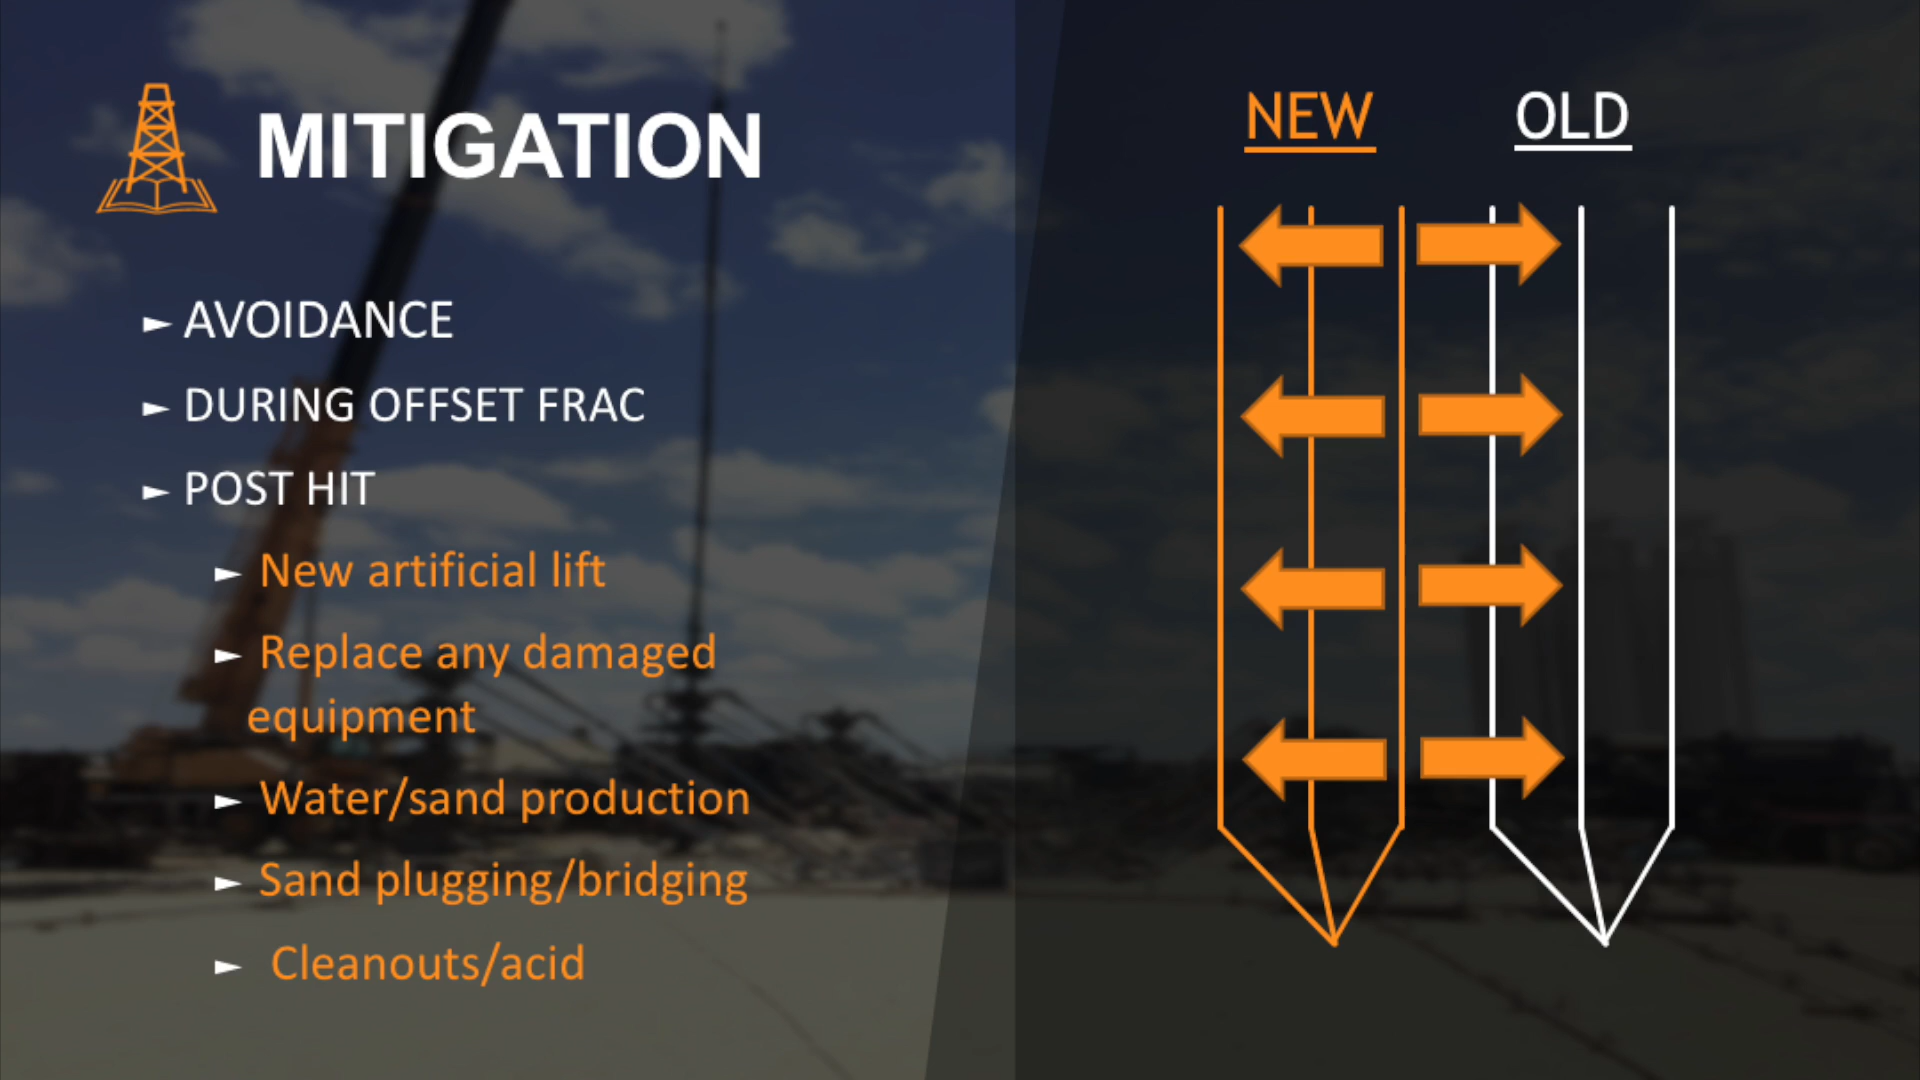 MITIGATION
► AVOIDANCE
► DURING OFFSET FRAC
► POST HIT
► New artificial lift
► Replace any damaged
equipment
► Water/sand production
► Sand plugging/bridging
► Cleanouts/acid
NEW
OLD